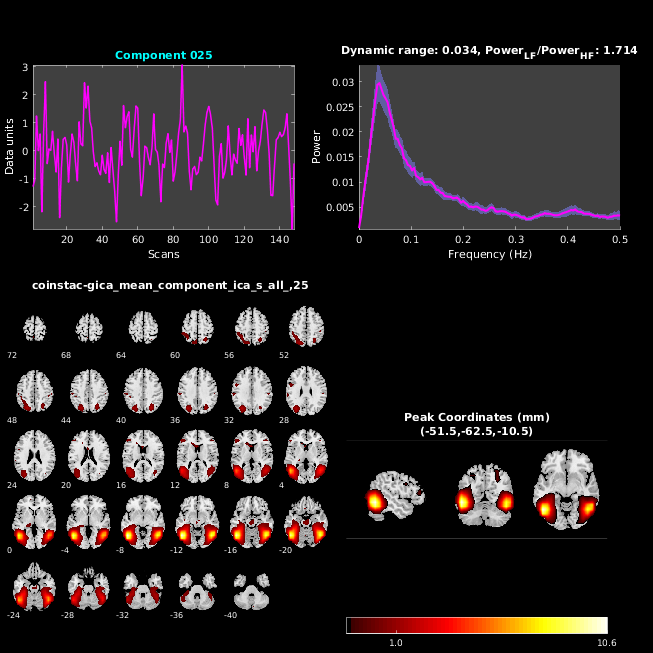 Component 025
Dynamic range: 0.034, PowerLF/PowerHF: 1.714
3
2
1
0
-1
-2
Data units
20 40 60 80 100 120 140
Scans
0.03
0.025
0.02
0.015
0.01
0.005
Power
0 0.1 0.2 0.3 0.4 0.5
Frequency (Hz)
coinstac-gica_mean_component_ica_s_all_,25
72 68 64 60 56 52
48 44 40 36 32 28
24 20 16 12 8 4
0 -4 -8 -12 -16 -20
-24 -28 -32 -36 -40
Peak Coordinates (mm)
(-51.5,-62.5,-10.5)
1.0 10.6